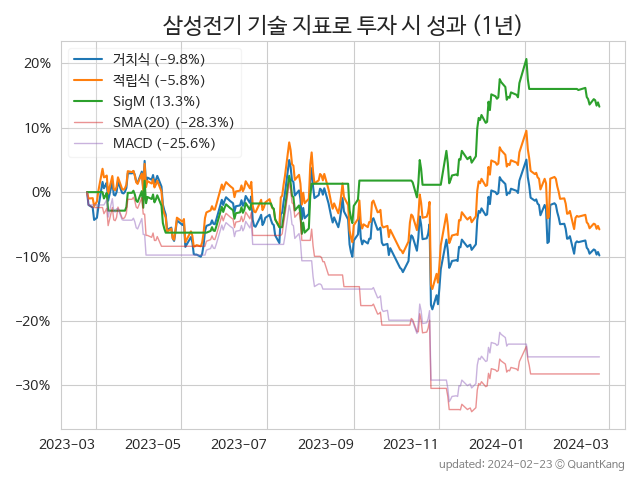 삼성전기 기술 지표로 투자 시 성과 (1년)
거치식 (−9.8%)
적립식 (−5.8%)
SigM (13.3%)
SMA(20) (−28.3%)
MACD (−25.6%)
20%
10%
0%
−10%
−20%
−30%
2023-03 2023-05 2023-07 2023-09 2023-11 2024-01 2024-03
updated: 2024-02-23 © QuantKang